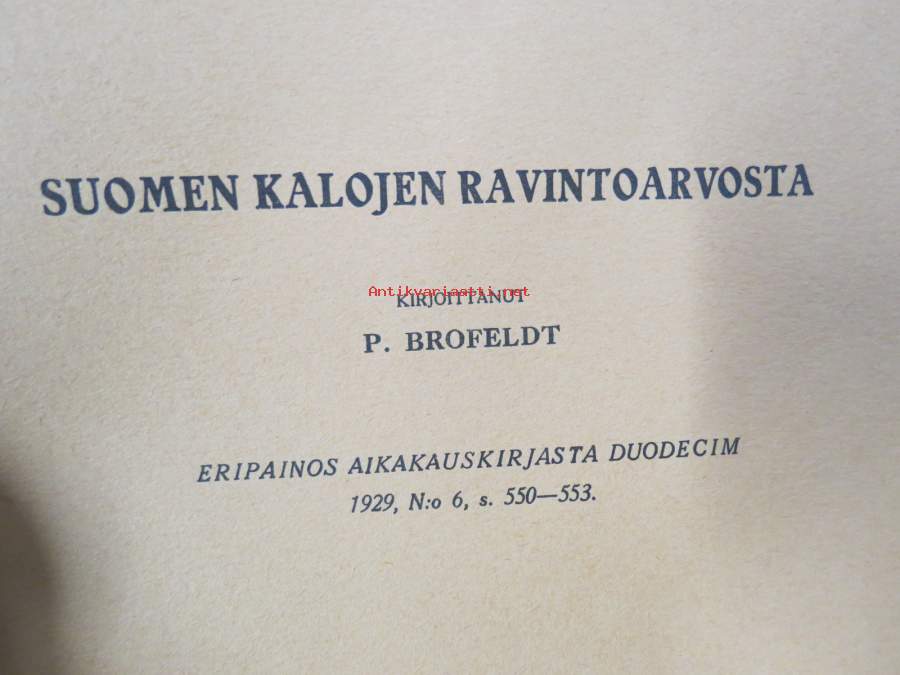 SUOMEN KALOJEN RAVINTOARVOSTA
Antikvariaatti.net
KIRJOITTANUT
P. BROFELDT
ERIPAINOS AIKAKAUSKIRJASTA DUODECIM
1929, N:o 6, s. 550—553.